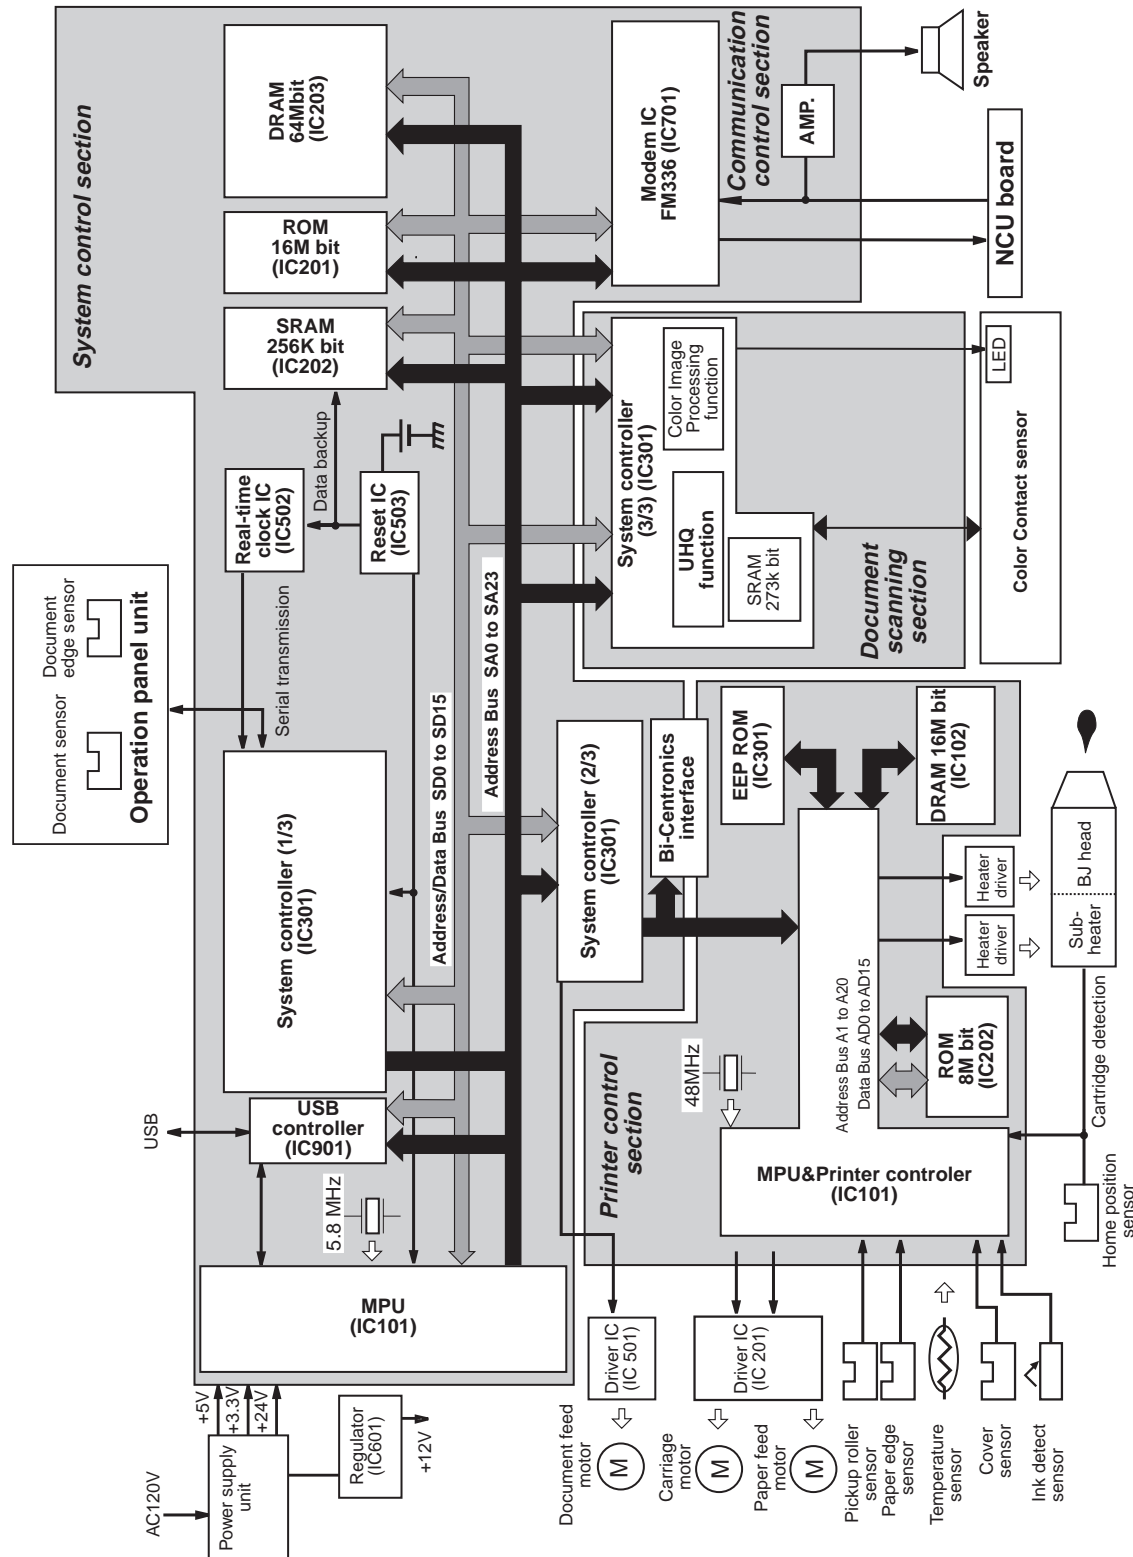 System control section
DRAM
64Mbit
(IC203)
ROM
16M bit
(IC201)
SRAM
256K bit
(IC202)
Data backup
Real-time
clock IC
(IC502)
Reset IC
(IC503)
Document sensor
Document
edge sensor
Operation panel unit
Serial transmission
System controller (1/3)
(IC301)
USB
USB
controller
(IC901)
5.8 MHz
MPU
(IC101)
AC120V
Power supply
unit
+5V
+3.3V
+24V
Regulator
(IC601)
+12V
Address/Data Bus SD0 to SD15
Address Bus SA0 to SA23
Modem IC
FM336 (IC701)
Communication
control section
AMP.
Speaker
NCU board
System controller
(3/3) (IC301)
Color Image
Processing
function
UHQ
function
SRAM
273k bit
Document
scanning
section
LED
Color Contact sensor
System controller (2/3)
(IC301)
Bi-Centronics
interface
EEP ROM
(IC301)
DRAM 16M bit
(IC102)
Printer control
section
48MHz
Address Bus A1 to A20
Data Bus AD0 to AD15
MPU&Printer controler
(IC101)
ROM
8M bit
(IC202)
Heater
driver
Heater
driver
Sub-
heater
BJ head
Cartridge detection
Home position
sensor
Driver IC
(IC 501)
Document feed
motor
M
Driver IC
(IC 201)
Carriage
motor
M
Paper feed
motor
M
Pickup roller
sensor
Paper edge
sensor
Temperature
sensor
Cover
sensor
Ink detect
sensor